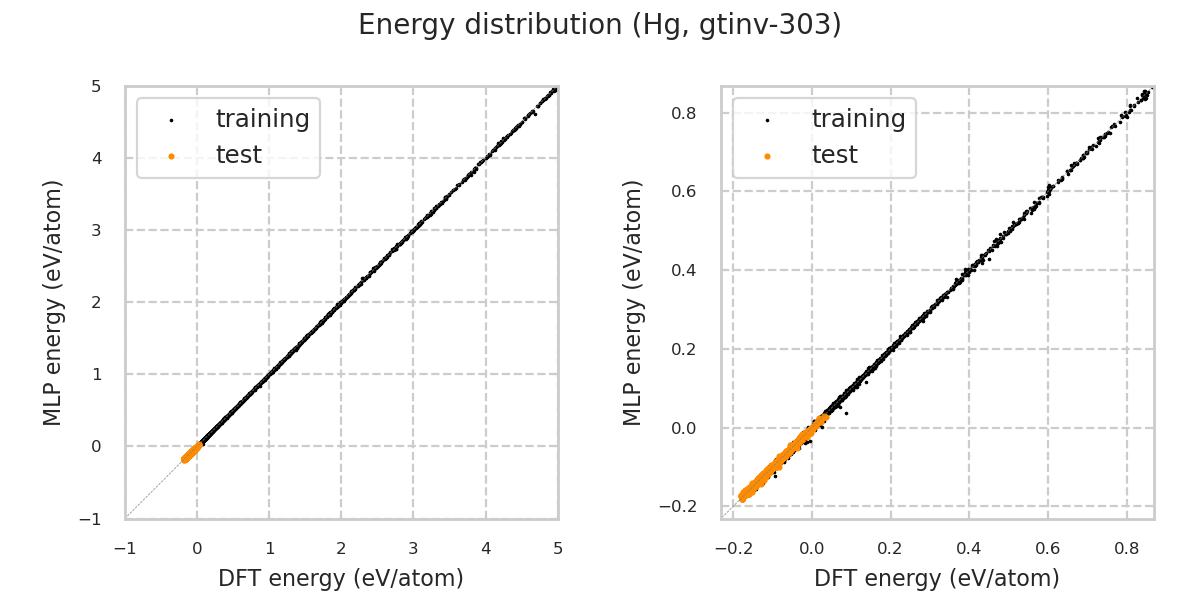 Energy distribution (Hg, gtinv-303)
training
test
MLP energy (eV/atom)
5
4
3
2
1
0
−1
−1 0 1 2 3 4 5
DFT energy (eV/atom)
training
test
MLP energy (eV/atom)
0.8
0.6
0.4
0.2
0.0
−0.2
−0.2 0.0 0.2 0.4 0.6 0.8
DFT energy (eV/atom)